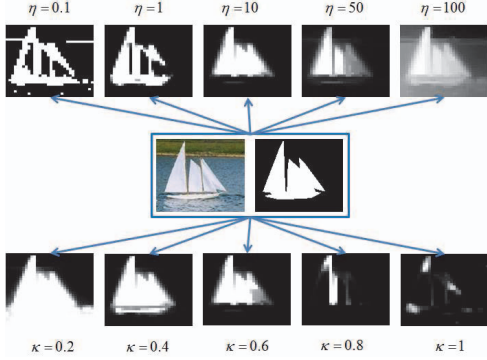 η = 0.1 η = 1 η = 10 η = 50 η = 100
κ = 0.2 κ = 0.4 κ = 0.6 κ = 0.8 κ = 1